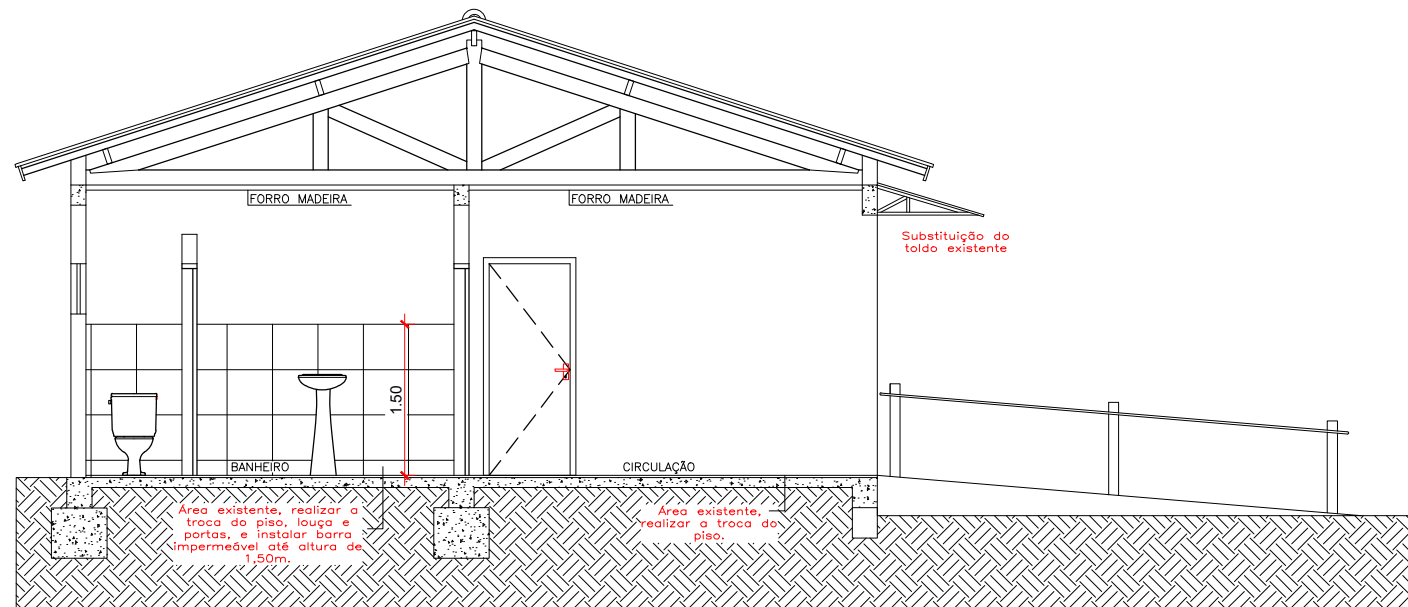 FORRO MADEIRA
FORRO MADEIRA
Substituição do
toldo existente
1.50
BANHEIRO
CIRCULAÇÃO
Área existente, realizar a
troca do piso, louça e
portas, e instalar barra
impermeável até altura de
1,50m.
Área existente,
realizar a troca do
piso.